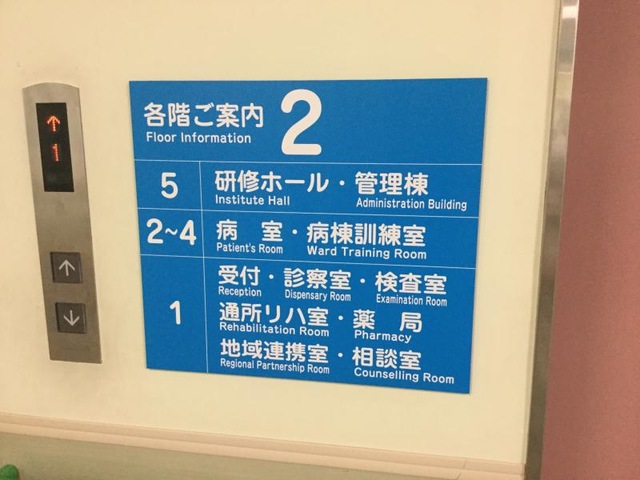 ↑
1
各階ご案内 2
Floor Information
5 研修ホール・管理棟
Institute Hall Administration Building
2~4 病 室・病棟訓練室
Patient's Room Ward Training Room
1 受付・診察室・検査室
Reception Dispensary Room Examination Room
通所リハ室・薬 局
Rehabilitation Room Pharmacy
地域連携室・相談室
Regional Partnership Room Counselling Room